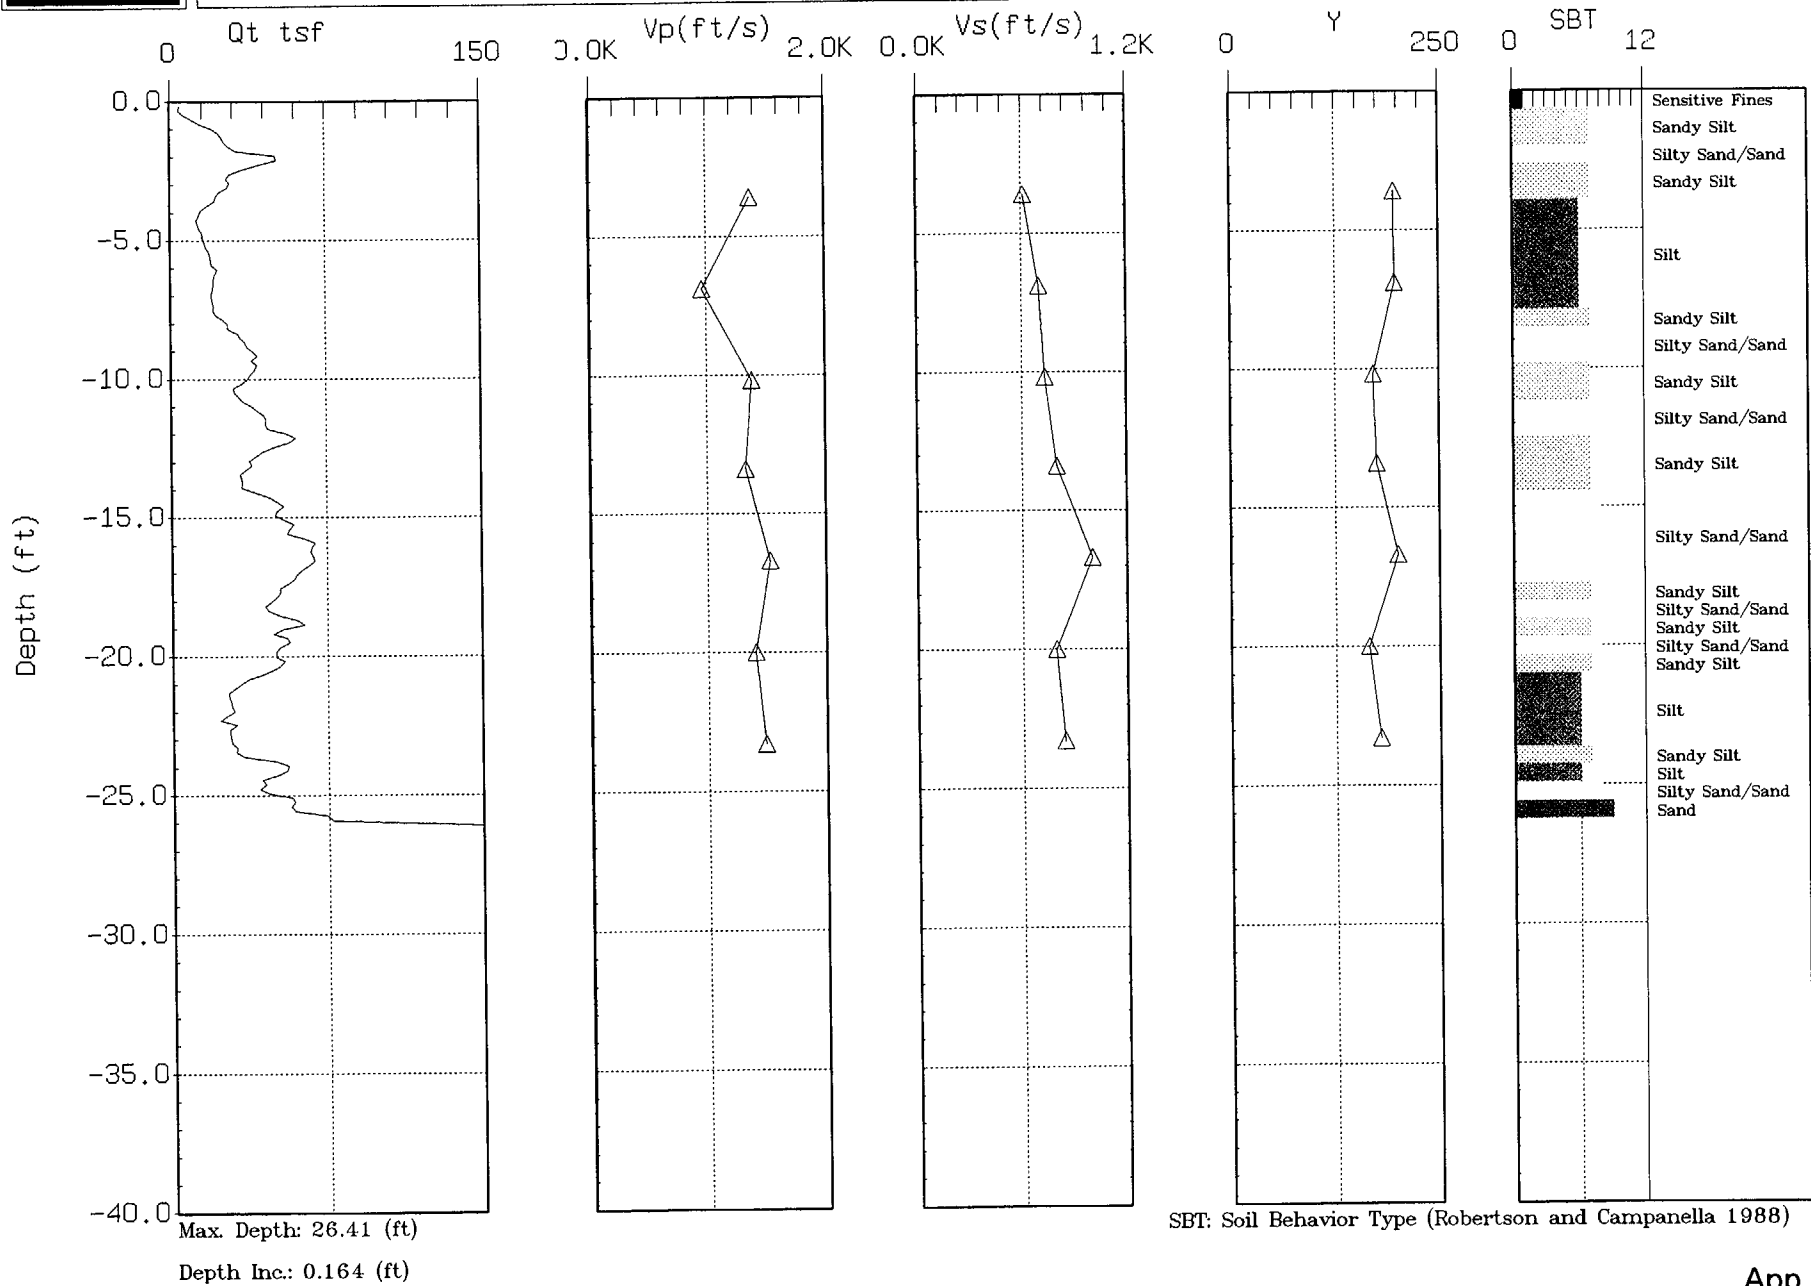 Qt tsf
0 150
Vp(ft/s)
0.0K 2.0K
Vs(ft/s)
0.0K 1.2K
Y
0 250
SBT
0 12
Depth (ft)
0.0
-5.0
-10.0
-15.0
-20.0
-25.0
-30.0
-35.0
-40.0
Sensitive Fines
Sandy Silt
Silty Sand/Sand
Sandy Silt
Silt
Sandy Silt
Silty Sand/Sand
Sandy Silt
Silty Sand/Sand
Sandy Silt
Silty Sand/Sand
Sandy Silt
Silty Sand/Sand
Sandy Silt
Silty Sand/Sand
Sandy Silt
Silt
Sandy Silt
Silt
Silty Sand/Sand
Sand
Max. Depth: 26.41 (ft)
SBT: Soil Behavior Type (Robertson and Campanella 1988)
Depth Inc.: 0.164 (ft)
App